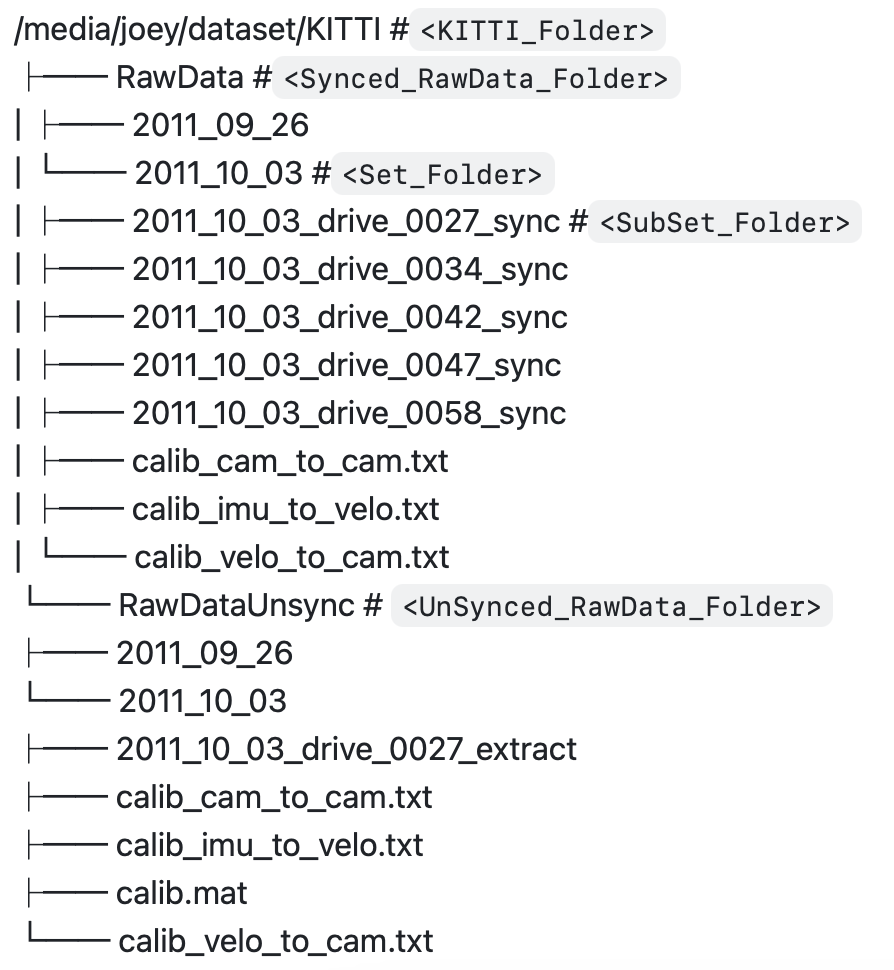 /media/joey/dataset/KITTI # <KITTI_Folder>
├──── RawData # <Synced_RawData_Folder>
| ├──── 2011_09_26
| └──── 2011_10_03 # <Set_Folder>
| ├──── 2011_10_03_drive_0027_sync # <SubSet_Folder>
| ├──── 2011_10_03_drive_0034_sync
| ├──── 2011_10_03_drive_0042_sync
| ├──── 2011_10_03_drive_0047_sync
| ├──── 2011_10_03_drive_0058_sync
| ├──── calib_cam_to_cam.txt
| ├──── calib_imu_to_velo.txt
| └──── calib_velo_to_cam.txt
└──── RawDataUnsync # <UnSynced_RawData_Folder>
├──── 2011_09_26
└──── 2011_10_03
├──── 2011_10_03_drive_0027_extract
├──── calib_cam_to_cam.txt
├──── calib_imu_to_velo.txt
├──── calib.mat
└──── calib_velo_to_cam.txt